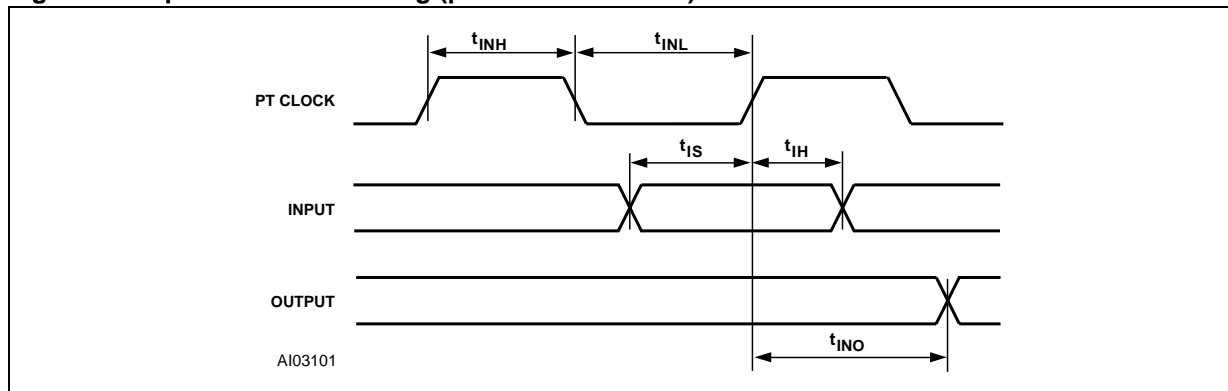 tINH tINL
PT CLOCK
tIS tIH
INPUT
OUTPUT
tINO
AI03101